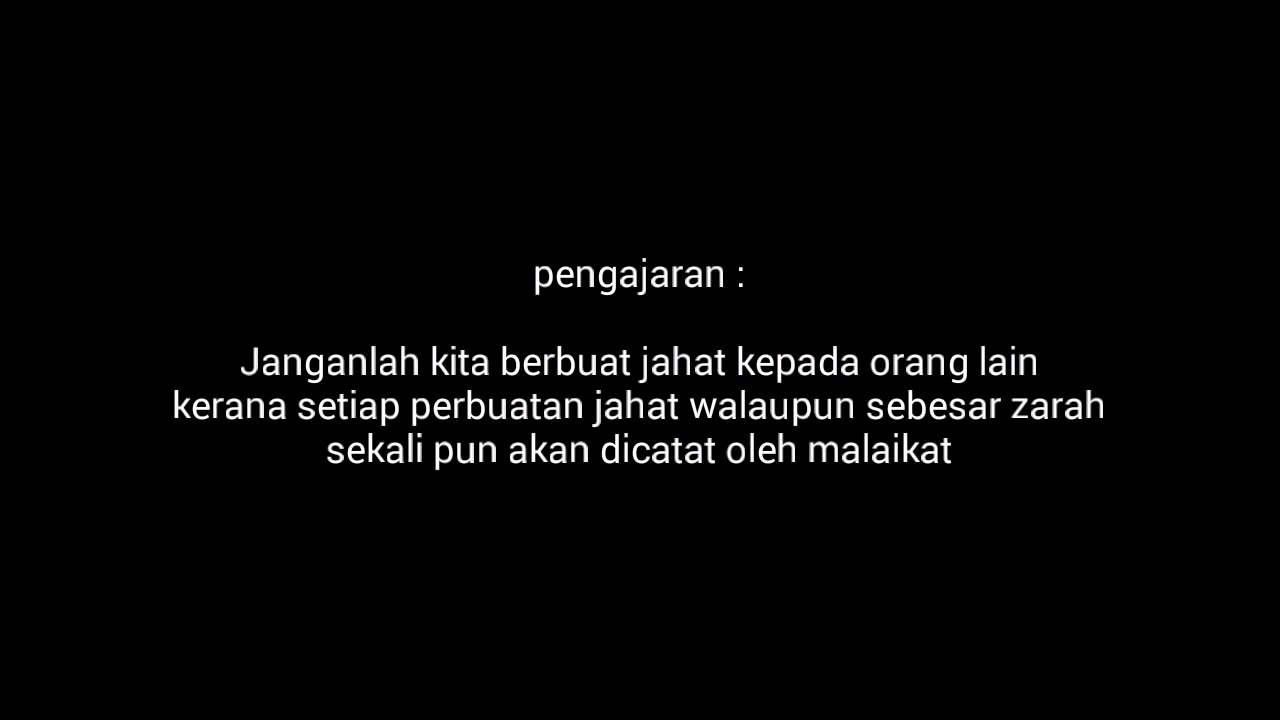 pengajaran :
Janganlah kita berbuat jahat kepada orang lain
kerana setiap perbuatan jahat walaupun sebesar zarah
sekali pun akan dicatat oleh malaikat